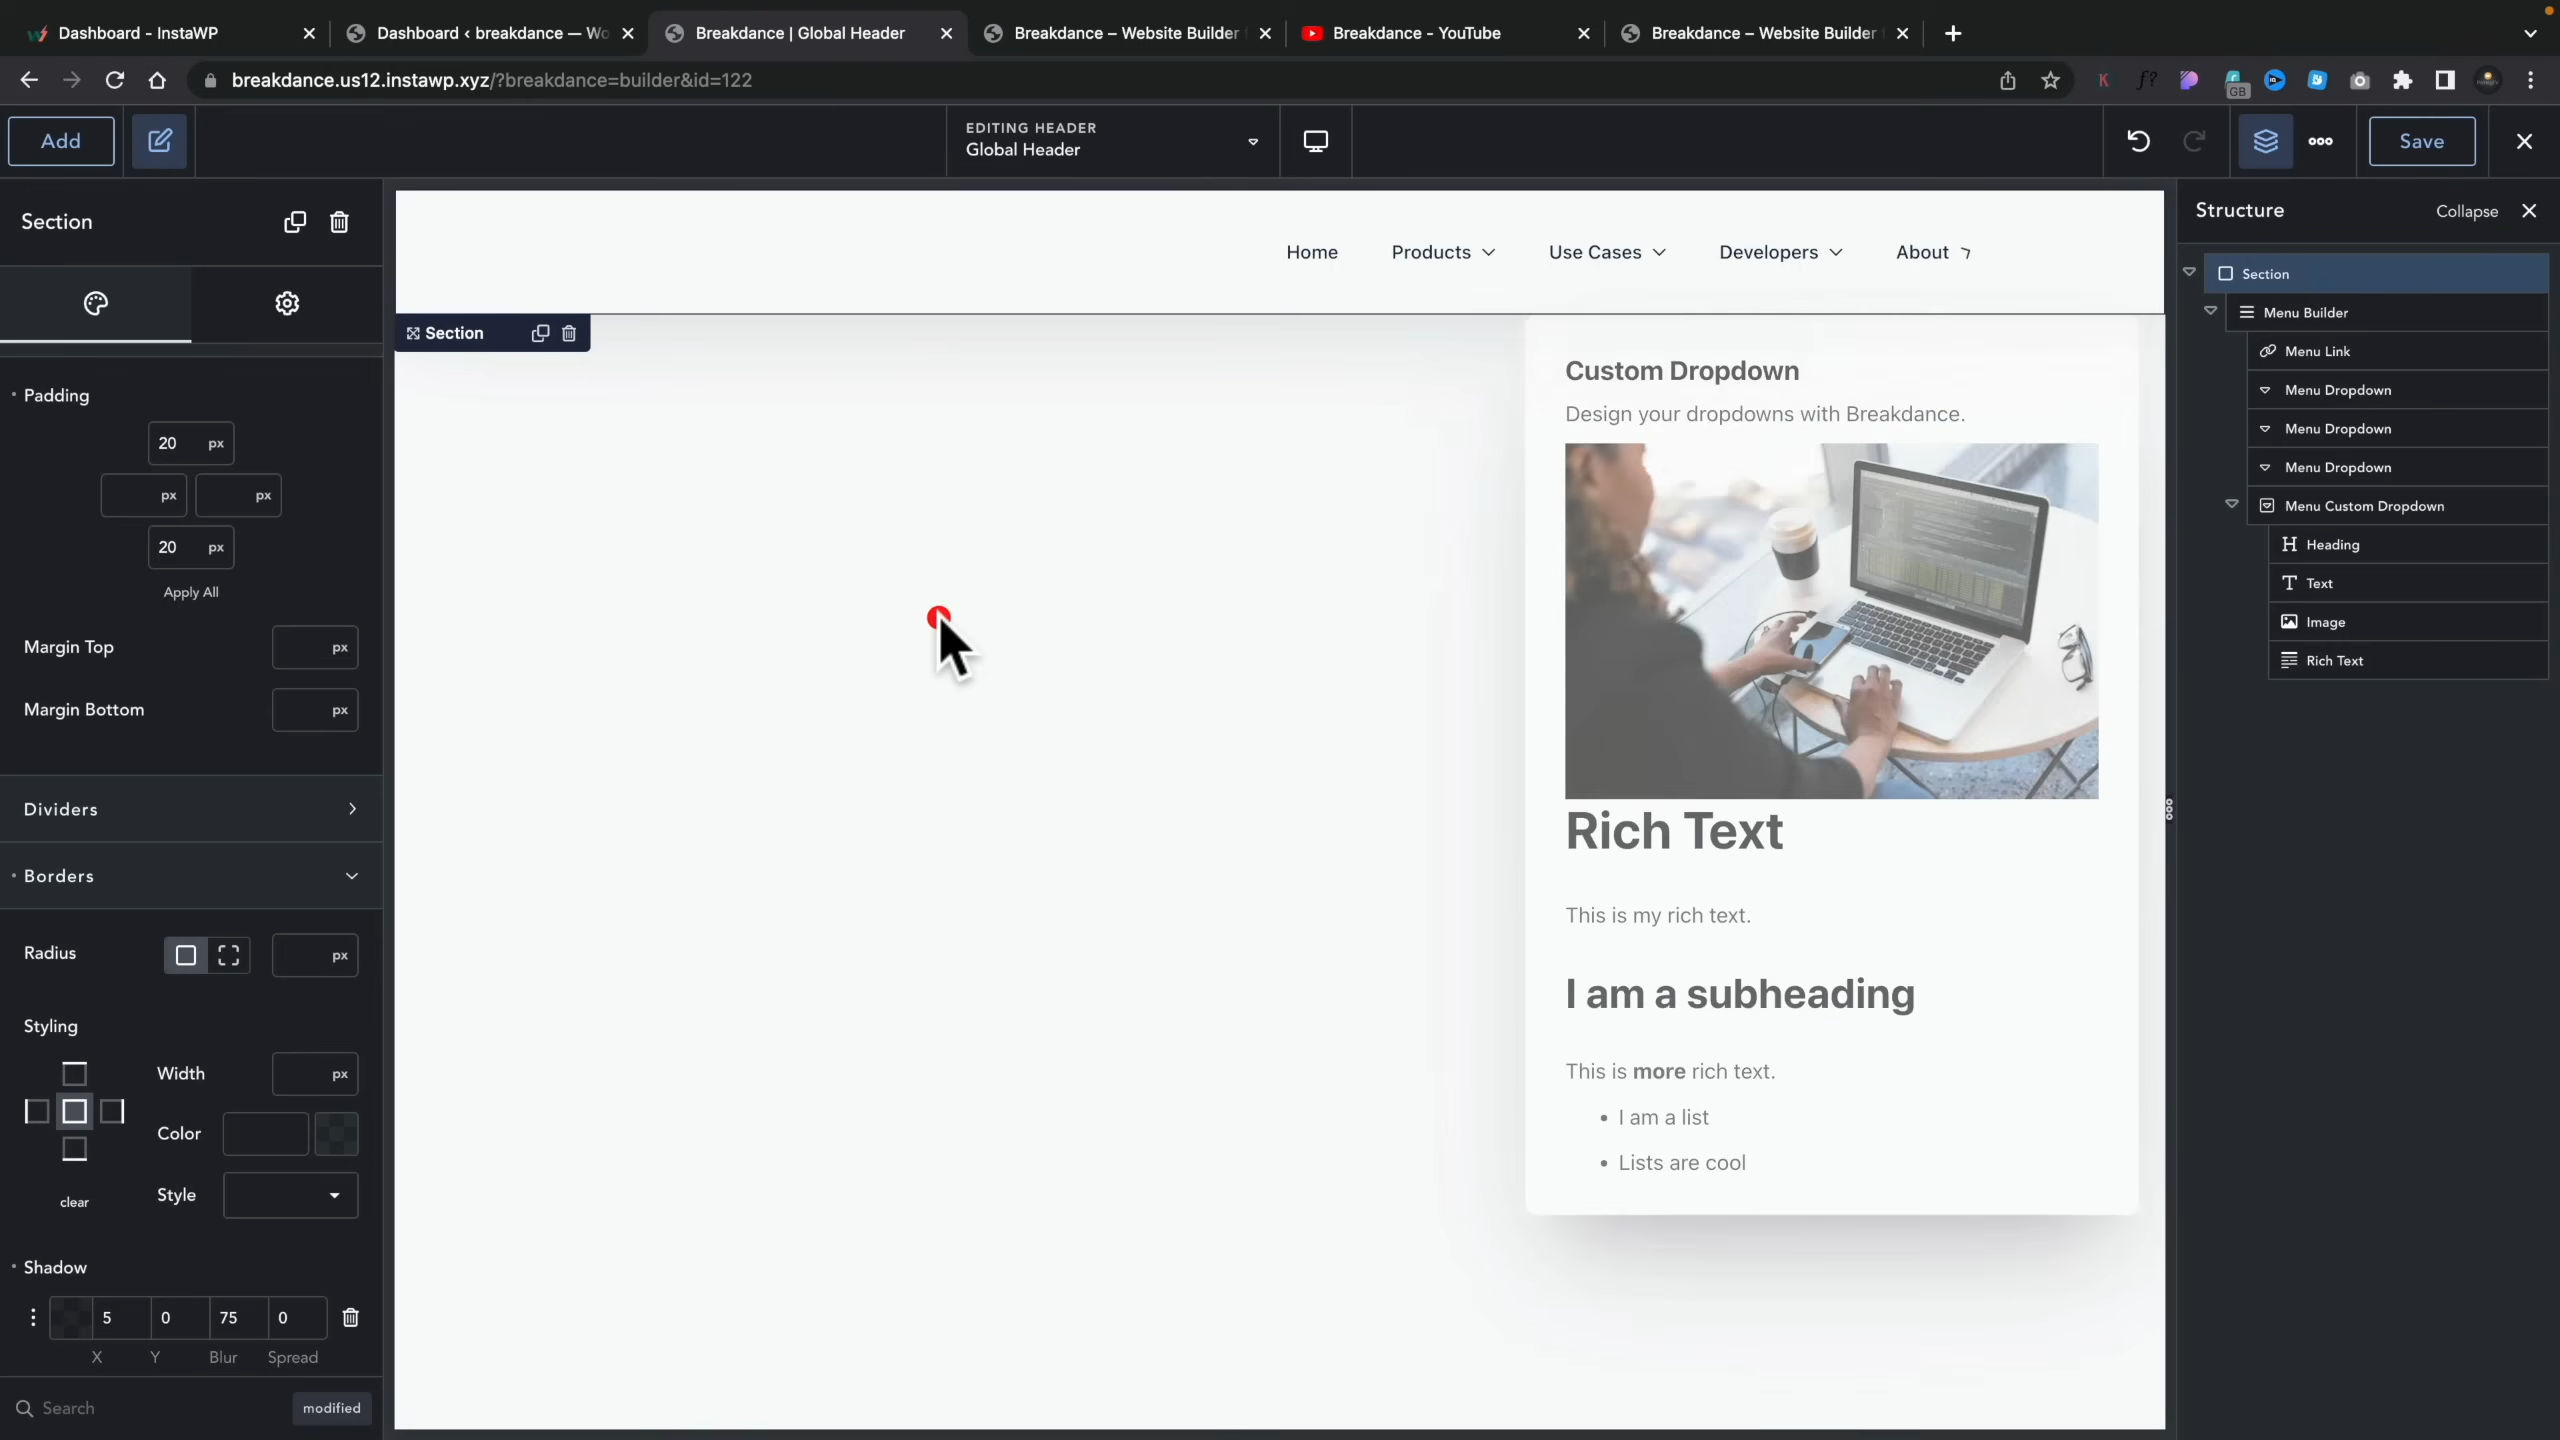 Dashboard - InstaWP
Dashboard ‹ breakdance — Wo
Breakdance | Global Header
Breakdance – Website Builder
Breakdance - YouTube
Breakdance – Website Builder
breakdance.us12.instawp.xyz/?breakdance=builder&id=122
K
f?
GB
Add
EDITING HEADER
Global Header
Save
Section
Structure
Collapse
Home
Products
Use Cases
Developers
About
Section
Section
Menu Builder
Menu Link
Menu Dropdown
Menu Dropdown
Menu Dropdown
Menu Custom Dropdown
Heading
Text
Image
Rich Text
Padding
20 px
px
px
20 px
Apply All
Margin Top
px
Margin Bottom
px
Dividers
Borders
Radius
px
Styling
Width
px
Color
clear
Style
Shadow
5 0 75 0
X Y Blur Spread
Search
modified
Custom Dropdown
Design your dropdowns with Breakdance.
Rich Text
This is my rich text.
I am a subheading
This is more rich text.
• I am a list
• Lists are cool